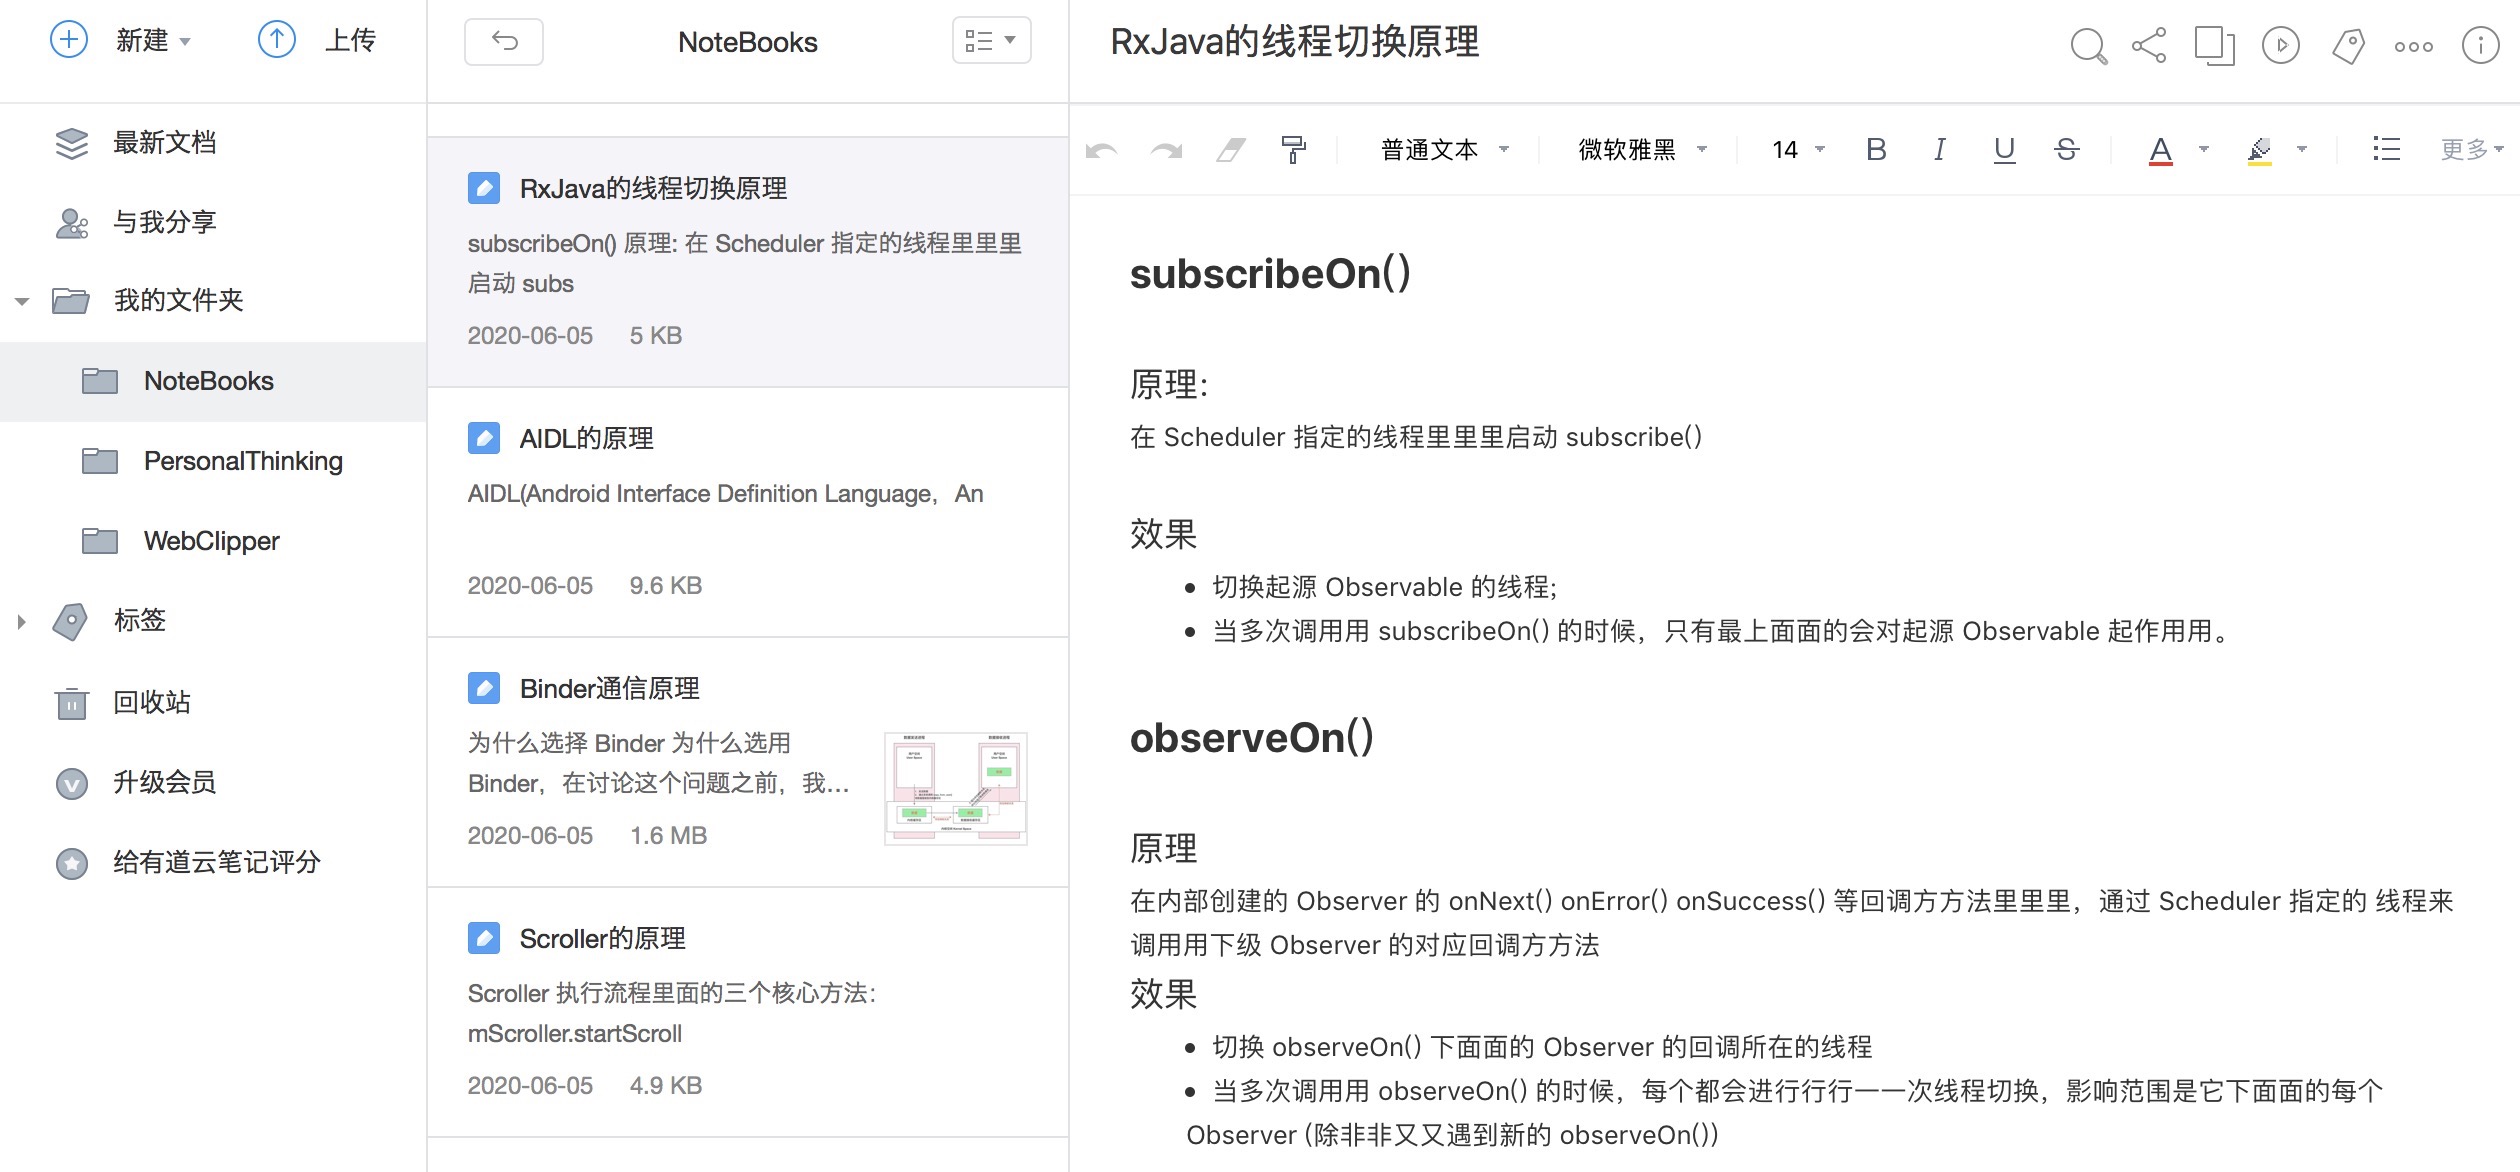 新建
上传
最新文档
与我分享
我的文件夹
NoteBooks
PersonalThinking
WebClipper
标签
回收站
升级会员
给有道云笔记评分
NoteBooks
RxJava的线程切换原理
subscribeOn() 原理: 在 Scheduler 指定的线程里里里
启动 subs
2020-06-05 5 KB
AIDL的原理
AIDL(Android Interface Definition Language，An
2020-06-05 9.6 KB
Binder通信原理
为什么选择 Binder 为什么选用
Binder，在讨论这个问题之前，我...
2020-06-05 1.6 MB
Scroller的原理
Scroller 执行流程里面的三个核心方法：
mScroller.startScroll
2020-06-05 4.9 KB
RxJava的线程切换原理
普通文本
微软雅黑
14
B
I
U
S
A
更多
subscribeOn()
原理:
在 Scheduler 指定的线程里里里启动 subscribe()
效果
• 切换起源 Observable 的线程;
• 当多次调用用 subscribeOn() 的时候，只有最上面面的会对起源 Observable 起作用用。
observeOn()
原理
在内部创建的 Observer 的 onNext() onError() onSuccess() 等回调方方法里里里，通过 Scheduler 指定的 线程来
调用用下级 Observer 的对应回调方方法
效果
• 切换 observeOn() 下面面的 Observer 的回调所在的线程
• 当多次调用用 observeOn() 的时候，每个都会进行行行一一次线程切换，影响范围是它下面面的每个
Observer (除非非又又遇到新的 observeOn())